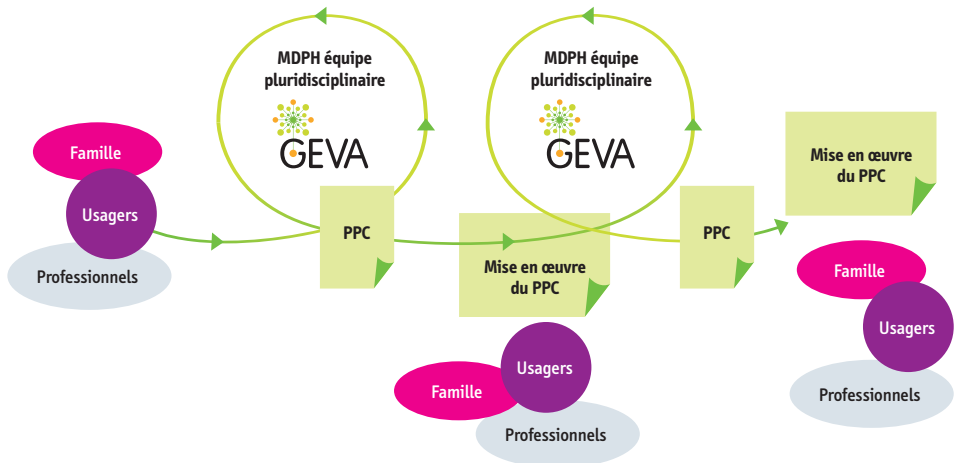 MDPH équipe
pluridisciplinaire
GEVA
MDPH équipe
pluridisciplinaire
GEVA
Famille
Usagers
Professionnels
PPC
Mise en œuvre
du PPC
Famille
Usagers
Professionnels
PPC
Mise en œuvre
du PPC
Famille
Usagers
Professionnels